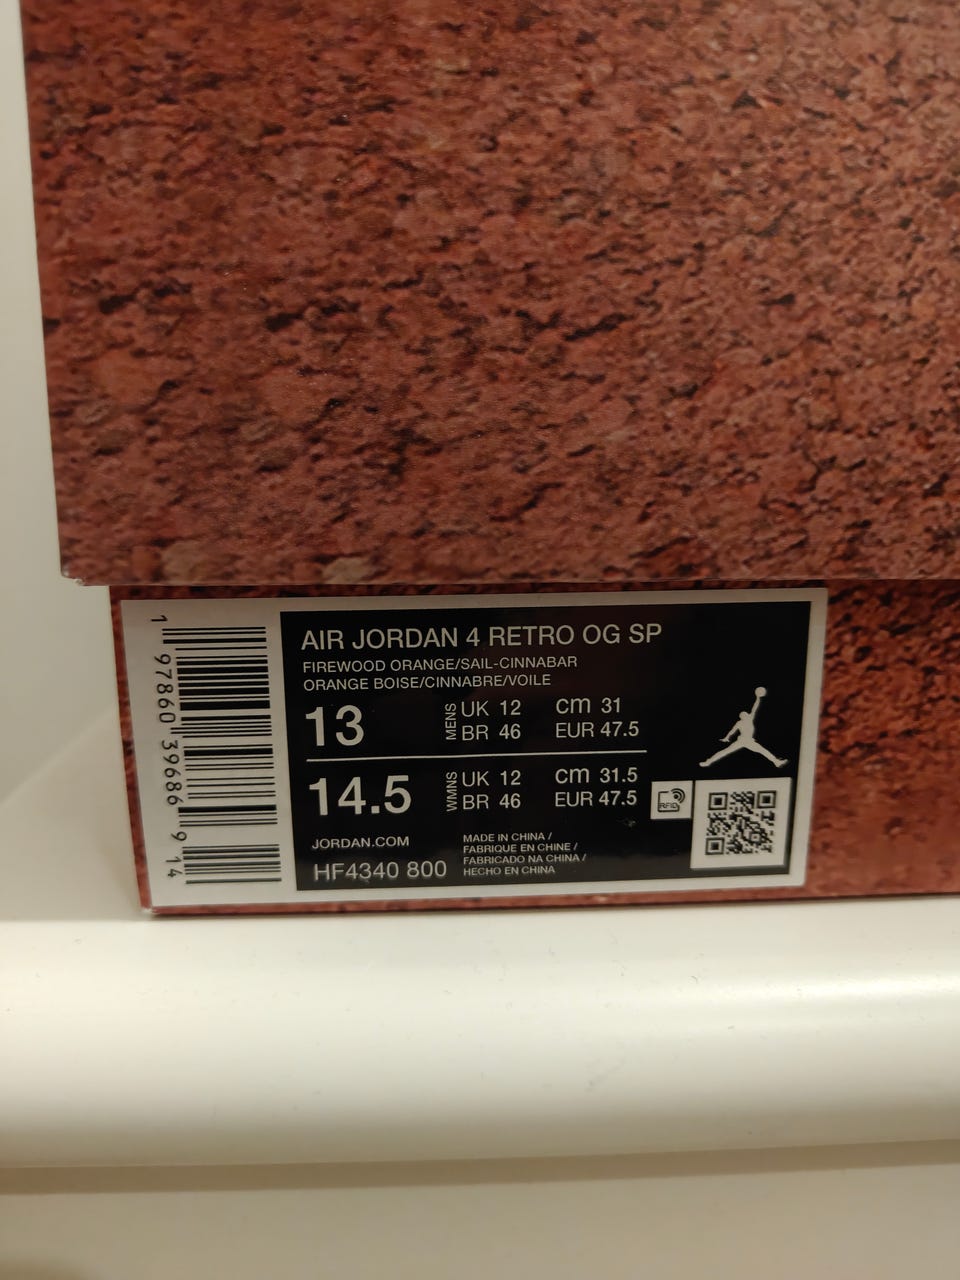 AIR JORDAN 4 RETRO OG SP
FIREWOOD ORANGE/SAIL-CINNABAR
ORANGE BOISE/CINNABRE/VOILE
13 MENS UK 12 cm 31
BR 46 EUR 47.5
14.5 WMNS UK 12 cm 31.5
BR 46 EUR 47.5
RFID
JORDAN.COM
HF4340 800
MADE IN CHINA /
FABRIQUE EN CHINE /
FABRICADO NA CHINA /
HECHO EN CHINA
1 97860 39686 9 14